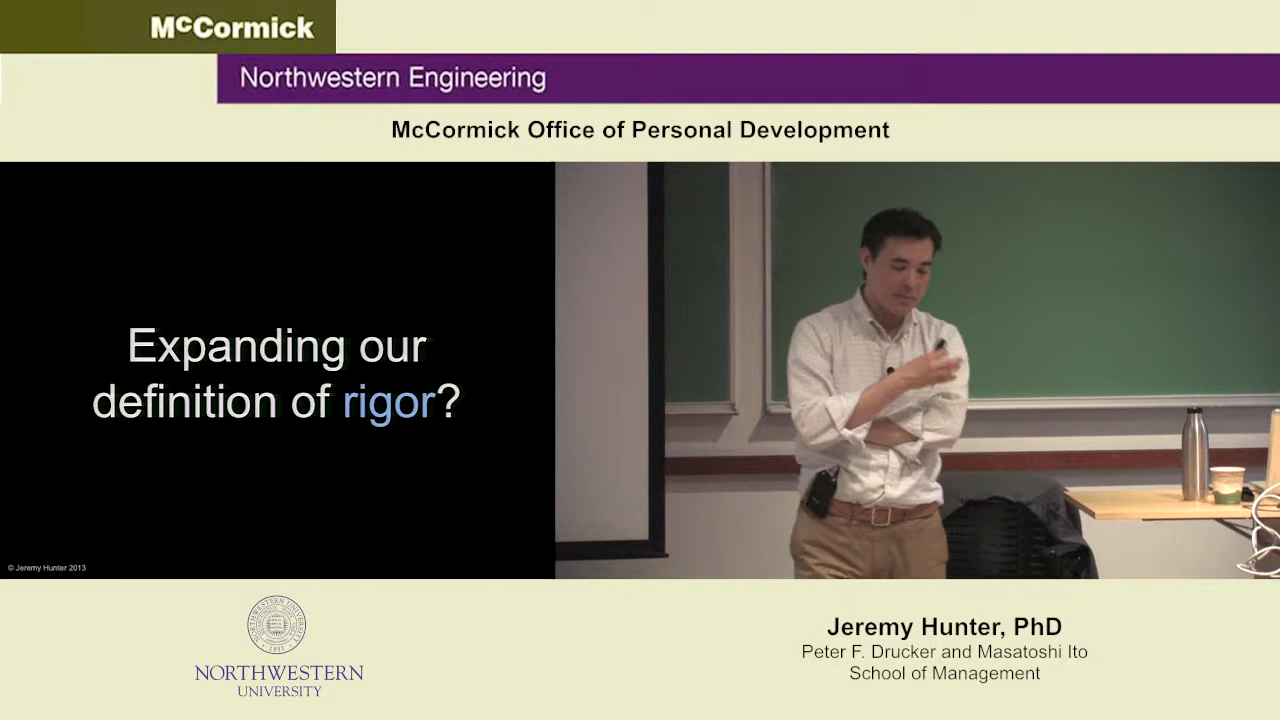 McCormick
Northwestern Engineering
McCormick Office of Personal Development
Expanding our
definition of rigor?
© Jeremy Hunter 2013
NORTHWESTERN
UNIVERSITY
Jeremy Hunter, PhD
Peter F. Drucker and Masatoshi Ito
School of Management